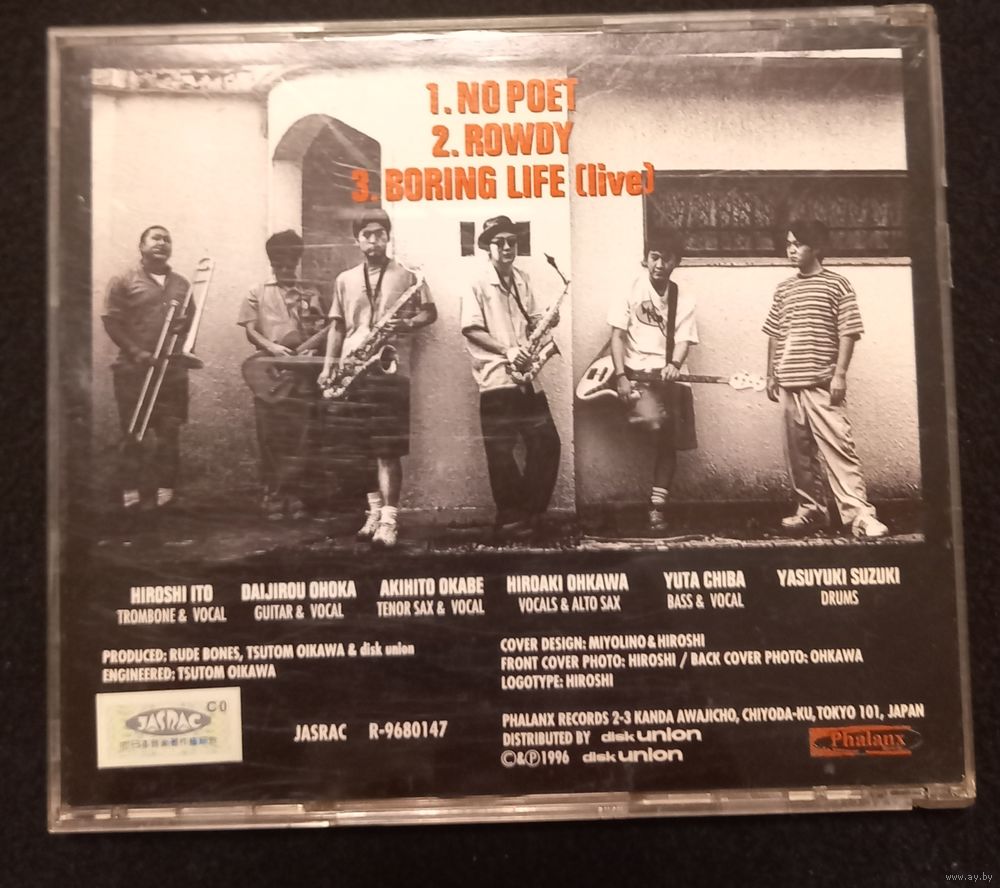 1. NO POET
2. ROWDY
3. BORING LIFE (live)
HIROSHI ITO
TROMBONE & VOCAL
DAIJIROU OHOKA
GUITAR & VOCAL
AKIHITO OKABE
TENOR SAX & VOCAL
HIROAKI OHKAWA
VOCALS & ALTO SAX
YUTA CHIBA
BASS & VOCAL
YASUYUKI SUZUKI
DRUMS
PRODUCED; RUDE BONES, TSUTOM OIKAWA & disk union
ENGINEERED; TSUTOM OIKAWA
COVER DESIGN: MIYOLINO & HIROSHI
FRONT COVER PHOTO: HIROSHI / BACK COVER PHOTO: OHKAWA
LOGOTYPE: HIROSHI
C0
JASRAC
JASRAC R-9680147
PHALANX RECORDS 2-3 KANDA AWAJICHO, CHIYODA-KU, TOKYO 101, JAPAN
DISTRIBUTED BY disk union
©&℗1996 disk union
Phalanx
www.ay.by